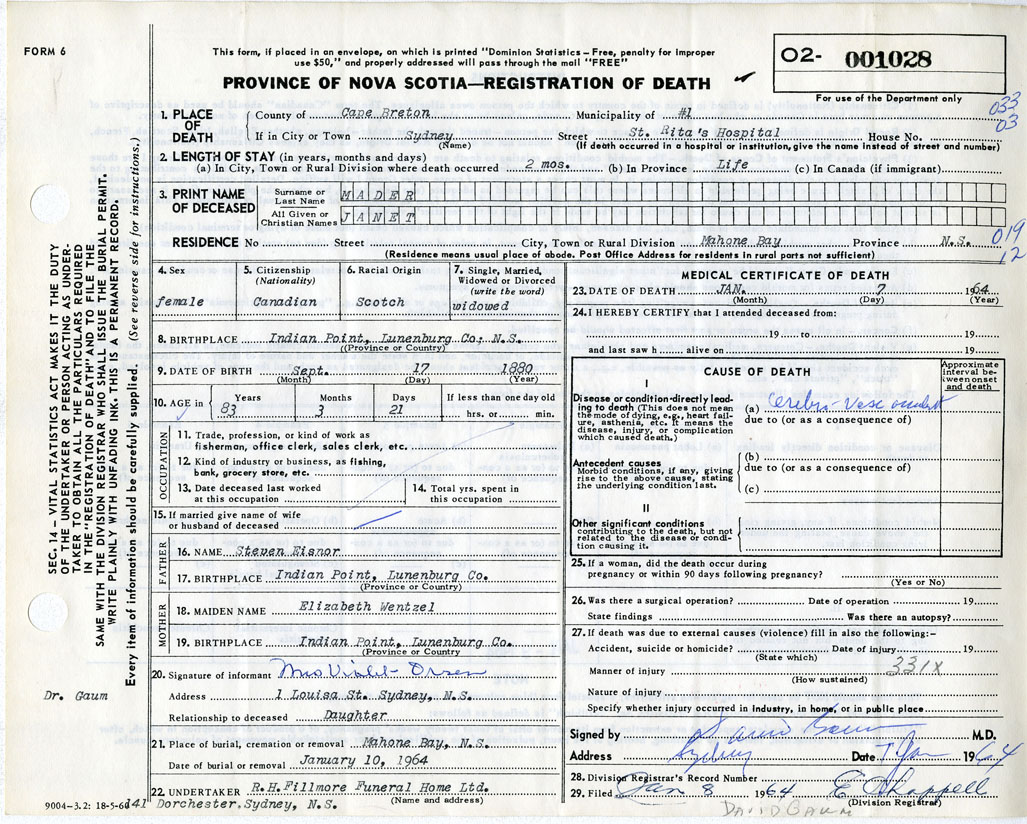 FORM 6
This form, if placed in an envelope, on which is printed "Dominion Statistics – Free, penalty for improper
use $50," and properly addressed will pass through the mail "FREE"
PROVINCE OF NOVA SCOTIA—REGISTRATION OF DEATH
O2- 001028
For use of the Department only
033
03
1. PLACE OF DEATH
County of Cape Breton Municipality of #1
If in City or Town Sydney Street St. Rita's Hospital House No.
(Name) (If death occurred in a hospital or institution, give the name instead of street and number)
2. LENGTH OF STAY (in years, months and days)
(a) In City, Town or Rural Division where death occurred 2 mos. (b) In Province Life (c) In Canada (if immigrant)
3. PRINT NAME OF DECEASED
Surname or Last Name MADER
All Given or Christian Names JANET
RESIDENCE No Street City, Town or Rural Division Mahone Bay Province N.S.
(Residence means usual place of abode. Post Office Address for residents in rural parts not sufficient)
019
12
SEC. 14 – VITAL STATISTICS ACT MAKES IT THE DUTY
OF THE UNDERTAKER OR PERSON ACTING AS UNDER-
TAKER TO OBTAIN ALL THE PARTICULARS REQUIRED
IN THE "REGISTRATION OF DEATH" AND TO FILE THE
SAME WITH THE DIVISION REGISTRAR WHO SHALL ISSUE THE BURIAL PERMIT.
WRITE PLAINLY WITH UNFADING INK. THIS IS A PERMANENT RECORD.
Every item of information should be carefully supplied. (See reverse side for instructions.)
4. Sex
female
5. Citizenship
(Nationality)
Canadian
6. Racial Origin
Scotch
7. Single, Married,
Widowed or Divorced
(write the word)
widowed
8. BIRTHPLACE Indian Point, Lunenburg Co. N.S.
(Province or Country)
9. DATE OF BIRTH Sept. 17 1880
(Month) (Day) (Year)
10. AGE in Years Months Days If less than one day old
83 3 21 hrs. or min.
OCCUPATION
11. Trade, profession, or kind of work as
fisherman, office clerk, sales clerk, etc.
12. Kind of industry or business, as fishing,
bank, grocery store, etc.
13. Date deceased last worked
at this occupation
14. Total yrs. spent in
this occupation
15. If married give name of wife
or husband of deceased
FATHER
16. NAME Steven Eisnor
17. BIRTHPLACE Indian Point, Lunenburg Co.
(Province or Country)
MOTHER
18. MAIDEN NAME Elizabeth Wentzel
19. BIRTHPLACE Indian Point, Lunenburg Co.
(Province or Country)
20. Signature of informant Mrs Violet
Address 1 Louisa St. Sydney, N.S.
Relationship to deceased Daughter
Dr. Gaum
21. Place of burial, cremation or removal Mahone Bay, N.S.
Date of burial or removal January 10, 1964
22. UNDERTAKER R.H. Fillmore Funeral Home Ltd.
(Name and address)
Dorchester, Sydney, N.S.
9004-3.2: 18-5-60
141
MEDICAL CERTIFICATE OF DEATH
23. DATE OF DEATH JAN. 7 1964
(Month) (Day) (Year)
24. I HEREBY CERTIFY that I attended deceased from:
19 to 19
and last saw h alive on 19
CAUSE OF DEATH
Approximate
interval be-
tween onset
and death
I
Disease or condition directly lead-
ing to death (This does not mean
the mode of dying, e.g., heart fail-
ure, asthenia, etc. It means the
disease, injury, or complication
which caused death.)
(a) Cerebro-Vasc
due to (or as a consequence of)
Antecedent causes
Morbid conditions, if any, giving
rise to the above cause, stating
the underlying condition last.
(b)
due to (or as a consequence of)
(c)
II
Other significant conditions
contributing to the death, but not
related to the disease or condi-
tion causing it.
25. If a woman, did the death occur during
pregnancy or within 90 days following pregnancy?
(Yes or No)
26. Was there a surgical operation? Date of operation 19
State findings Was there an autopsy?
27. If death was due to external causes (violence) fill in also the following:–
Accident, suicide or homicide? Date of injury 19
(State which)
Manner of injury 331X
(How sustained)
Nature of injury
Specify whether injury occurred in industry, in home, or in public place
Signed by David Gaum M.D.
Address Sydney Date 7 Jan 1964
28. Division Registrar's Record Number
29. Filed Jan 8 1964 E Chappell
(Division Registrar)
DAVID GAUM